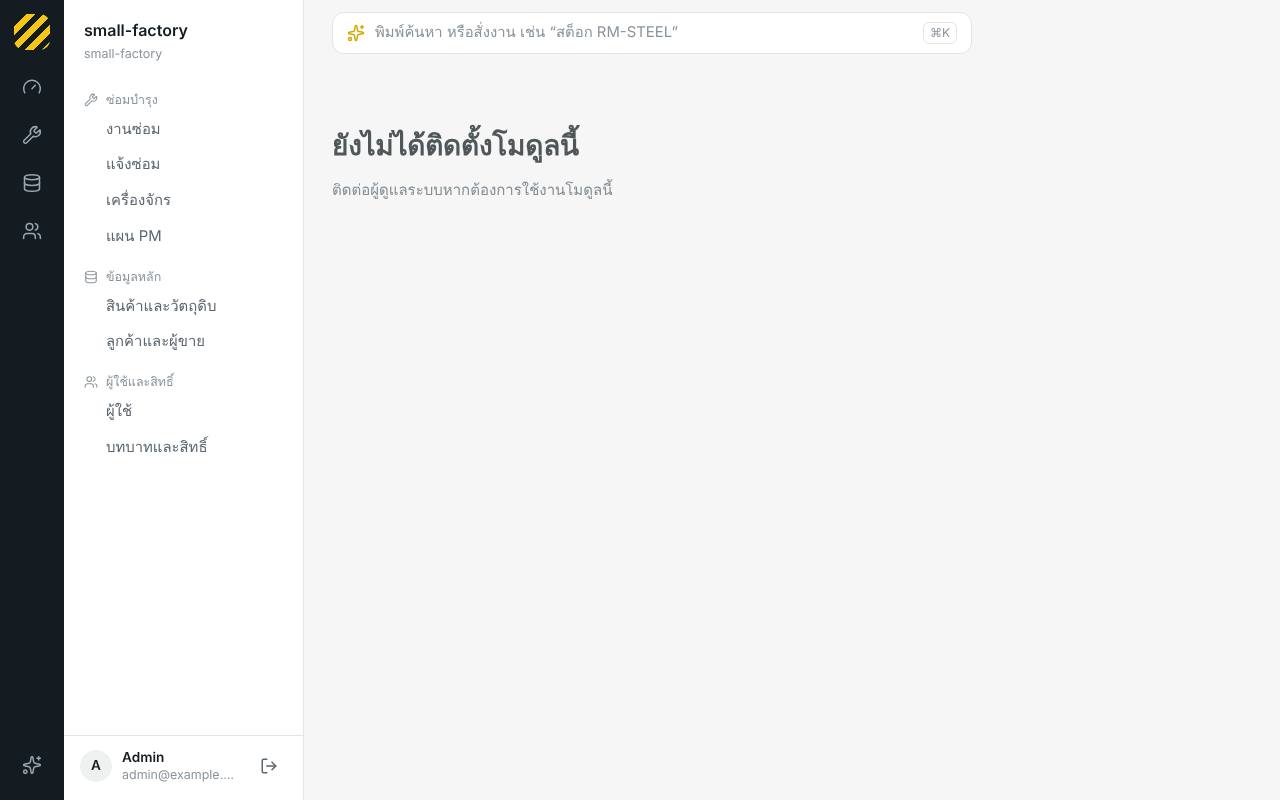 small-factory
small-factory
ซ่อมบำรุง
งานซ่อม
แจ้งซ่อม
เครื่องจักร
แผน PM
ข้อมูลหลัก
สินค้าและวัตถุดิบ
ลูกค้าและผู้ขาย
ผู้ใช้และสิทธิ์
ผู้ใช้
บทบาทและสิทธิ์
A
Admin
admin@example....
พิมพ์ค้นหา หรือสั่งงาน เช่น “สต็อก RM-STEEL”
⌘K
ยังไม่ได้ติดตั้งโมดูลนี้
ติดต่อผู้ดูแลระบบหากต้องการใช้งานโมดูลนี้